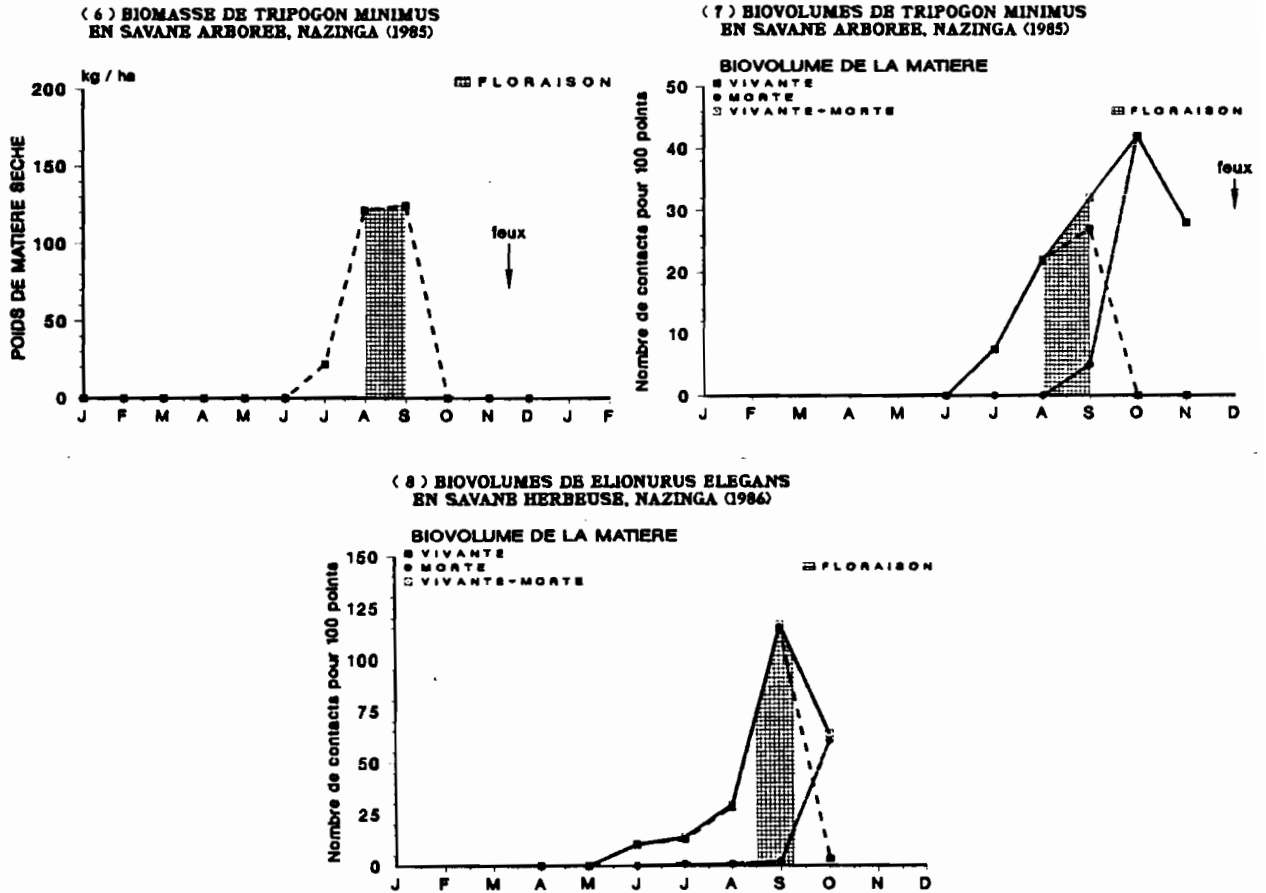 ( 6 ) BIOMASSE DE TRIPOGON MINIMUS
EN SAVANE ARBOREE, NAZINGA (1985)
kg / ha
FLORAISON
200
150
100
50
0
POIDS DE MATIERE SECHE
feux
J F M A M J J A S O N D J F
( 7 ) BIOVOLUMES DE TRIPOGON MINIMUS
EN SAVANE ARBOREE, NAZINGA (1985)
BIOVOLUME DE LA MATIERE
VIVANTE
MORTE
VIVANTE+MORTE
FLORAISON
50
40
30
20
10
0
Nombre de contacts pour 100 points
feux
J F M A M J J A S O N D
( 8 ) BIOVOLUMES DE ELIONURUS ELEGANS
EN SAVANE HERBEUSE, NAZINGA (1986)
BIOVOLUME DE LA MATIERE
VIVANTE
MORTE
VIVANTE+MORTE
FLORAISON
150
125
100
75
50
25
0
Nombre de contacts pour 100 points
J F M A M J J A S O N D